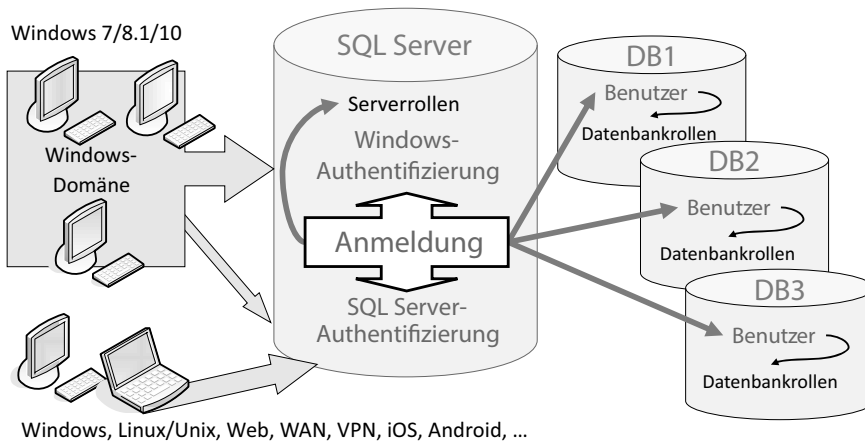 Windows 7/8.1/10
Windows-
Domäne
SQL Server
Serverrollen
Windows-
Authentifizierung
Anmeldung
SQL Server-
Authentifizierung
DB1
Benutzer
Datenbankrollen
DB2
Benutzer
Datenbankrollen
DB3
Benutzer
Datenbankrollen
Windows, Linux/Unix, Web, WAN, VPN, iOS, Android, ...